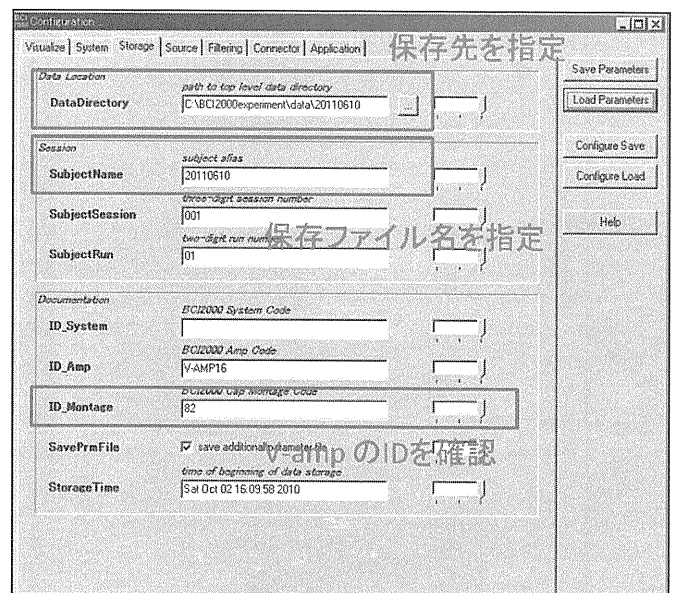 BCI 2000 Configuration
Visualize System Storage Source Filtering Connector Application
保存先を指定
Save Parameters
Load Parameters
Configure Save
Configure Load
Help
Data Location
path to top level data directory
DataDirectory C:\BCI2000experiment\data\20110610 ...
Session
subject alias
SubjectName 20110610
three-digit session number
SubjectSession 001
保存ファイル名を指定
two-digit run number
SubjectRun 01
Documentation
BCI2000 System Code
ID_System
BCI2000 Amp Code
ID_Amp V-AMP16
BCI2000 Cap Montage Code
ID_Montage 82
SavePrmFile save additional parameter file
V-amp のIDを確認
time of beginning of data storage
StorageTime Sat Oct 02 16:09:58 2010